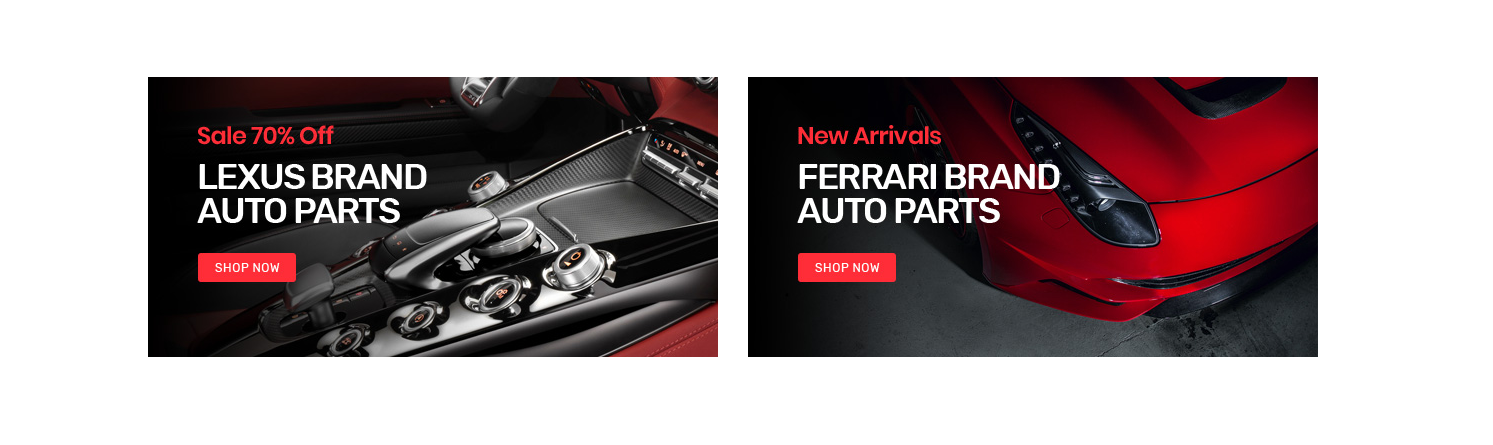 Sale 70% Off
LEXUS BRAND
AUTO PARTS
SHOP NOW
New Arrivals
FERRARI BRAND
AUTO PARTS
SHOP NOW